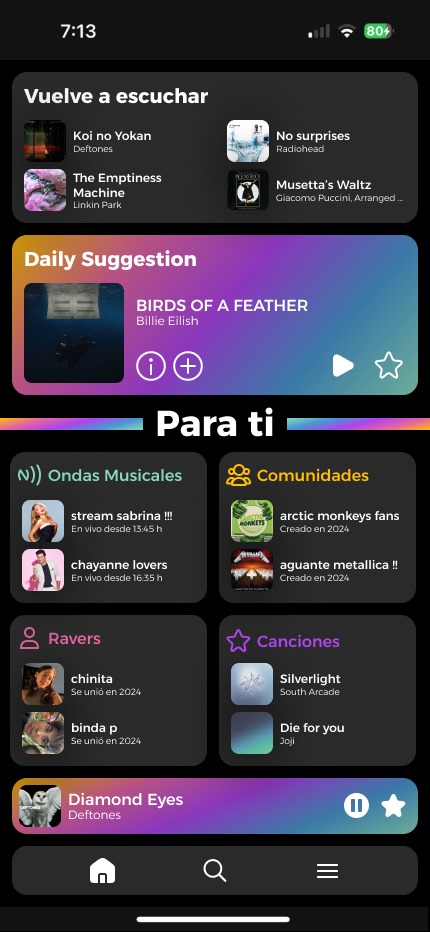 7:13
80
Vuelve a escuchar
Koi no Yokan
Deftones
No surprises
Radiohead
The Emptiness
Machine
Linkin Park
Musetta's Waltz
Giacomo Puccini, Arranged ...
Daily Suggestion
BIRDS OF A FEATHER
Billie Eilish
Para ti
Ondas Musicales
stream sabrina !!!
En vivo desde 13:45 h
chayanne lovers
En vivo desde 16:35 h
Comunidades
ARCTIC
MONKEYS
arctic monkeys fans
Creado en 2024
METALLICA
aguante metallica !!
Creado en 2024
Ravers
chinita
Se unió en 2024
binda p
Se unió en 2024
Canciones
Silverlight
South Arcade
Die for you
Joji
DEFTONES
Diamond Eyes
Deftones